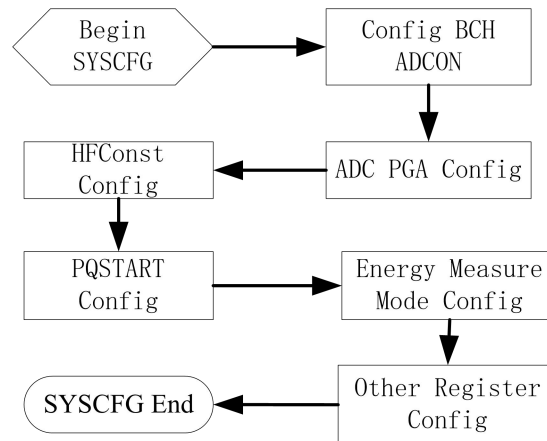 Begin
SYSCFG
Config BCH
ADCON
HFConst
Config
ADC PGA Config
PQSTART
Config
Energy Measure
Mode Config
SYSCFG End
Other Register
Config